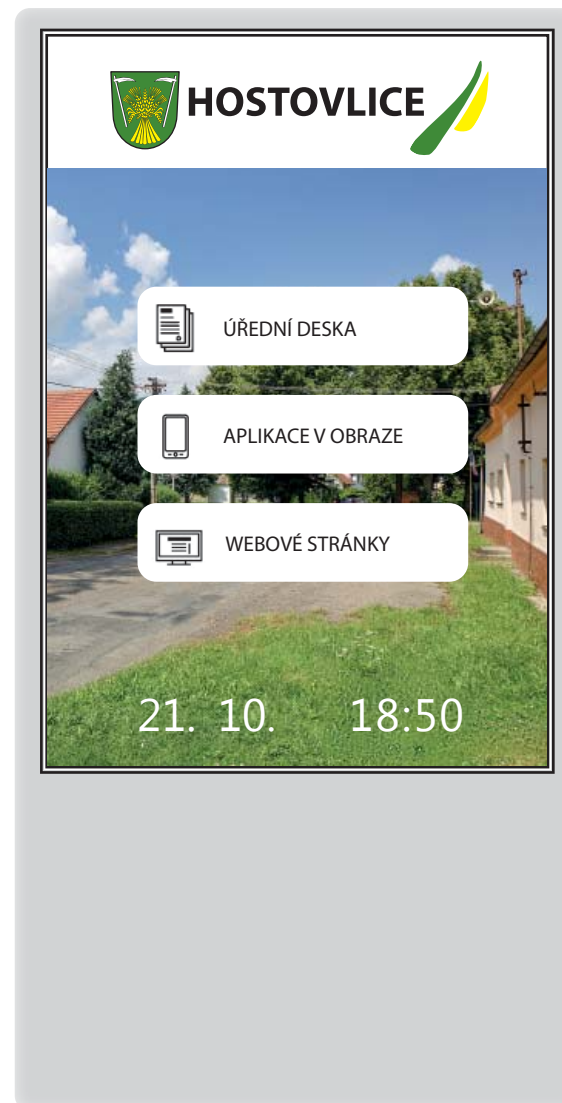 HOSTOVLICE
ÚŘEDNÍ DESKA
APLIKACE V OBRAZE
WEBOVÉ STRÁNKY
21. 10. 18:50